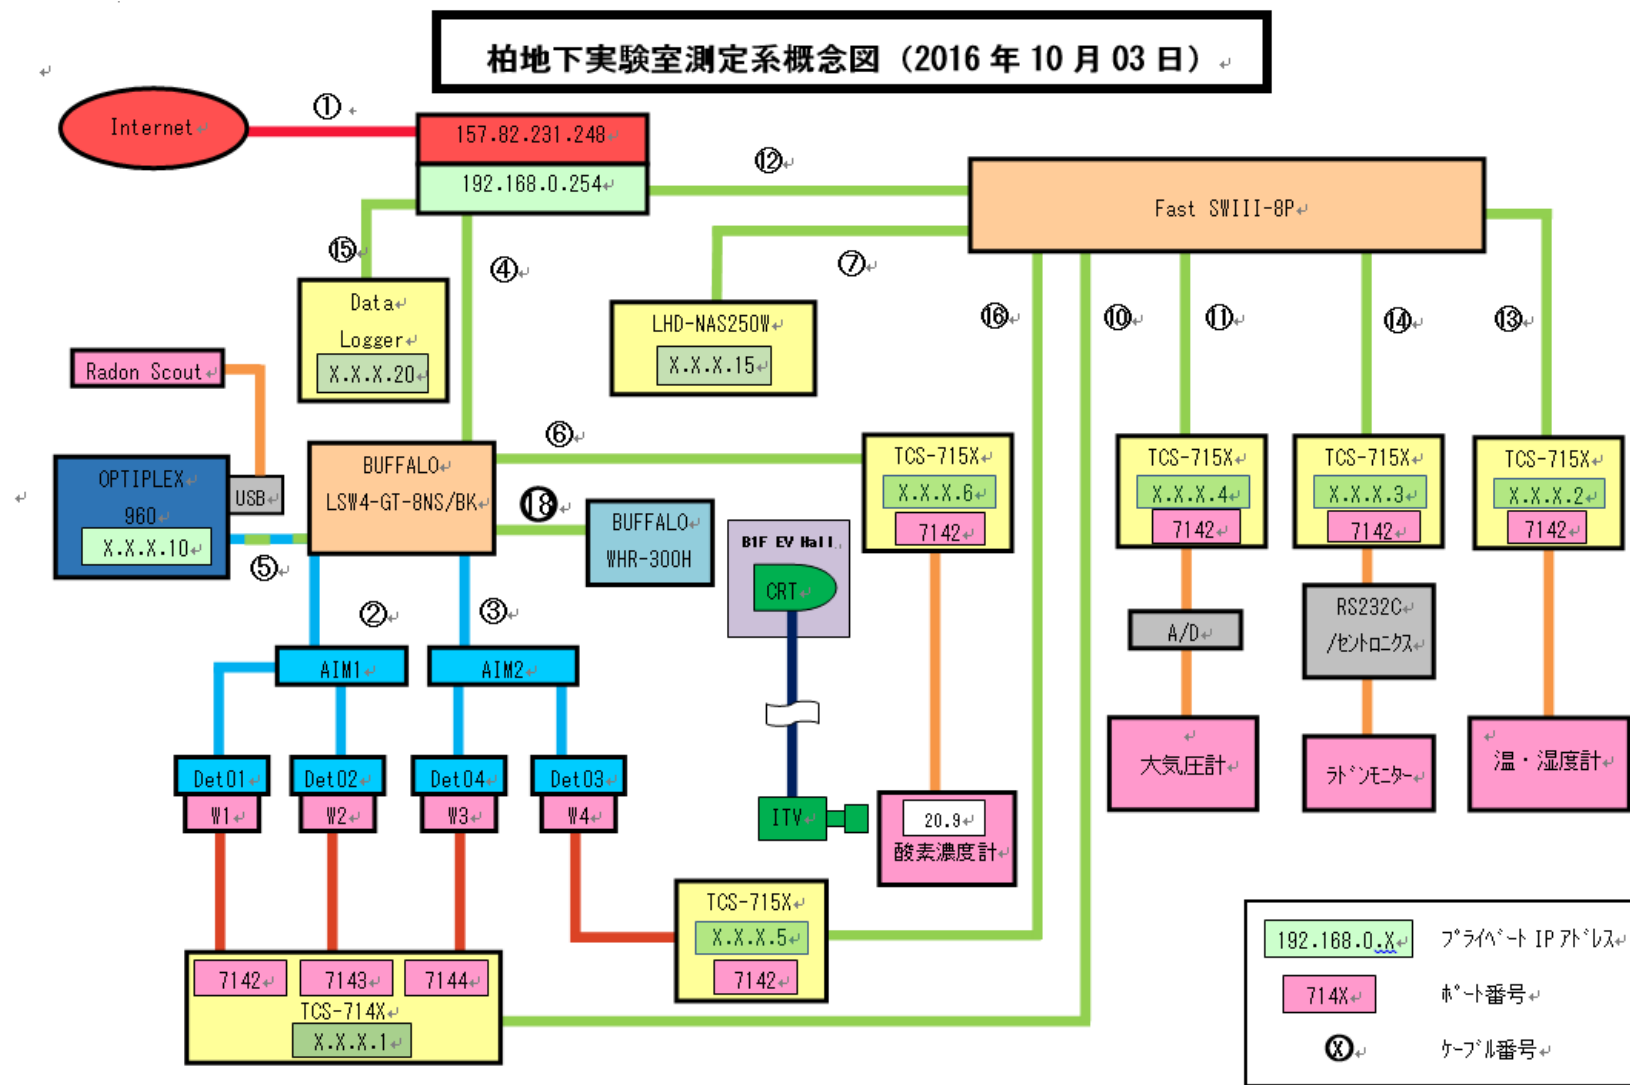 柏地下実験室測定系概念図（2016 年 10 月 03 日）
Internet
①
157.82.231.248
192.168.0.254
⑫
Fast SWIII-8P
⑮
④
⑦
⑯
⑩
⑪
⑭
⑬
Data
Logger
X.X.X.20
LHD-NAS250W
X.X.X.15
Radon Scout
⑥
OPTIPLEX
960
X.X.X.10
USB
BUFFALO
LSW4-GT-8NS/BK
⑱
BUFFALO
WHR-300H
⑤
TCS-715X
X.X.X.6
7142
TCS-715X
X.X.X.4
7142
TCS-715X
X.X.X.3
7142
TCS-715X
X.X.X.2
7142
B1F EV Hall
CRT
②
③
A/D
RS232C
/ｾﾝﾄﾛﾆｸｽ
AIM1
AIM2
大気圧計
ﾗﾄﾞﾝﾓﾆﾀｰ
温・湿度計
Det01
Det02
Det04
Det03
W1
W2
W3
W4
ITV
20.9
酸素濃度計
TCS-715X
X.X.X.5
7142
7142
7143
7144
TCS-714X
X.X.X.1
192.168.0.X
ﾌﾟﾗｲﾍﾞｰﾄ IP ｱﾄﾞﾚｽ
714X
ﾎﾟｰﾄ番号
Ⓧ
ｹｰﾌﾞﾙ番号